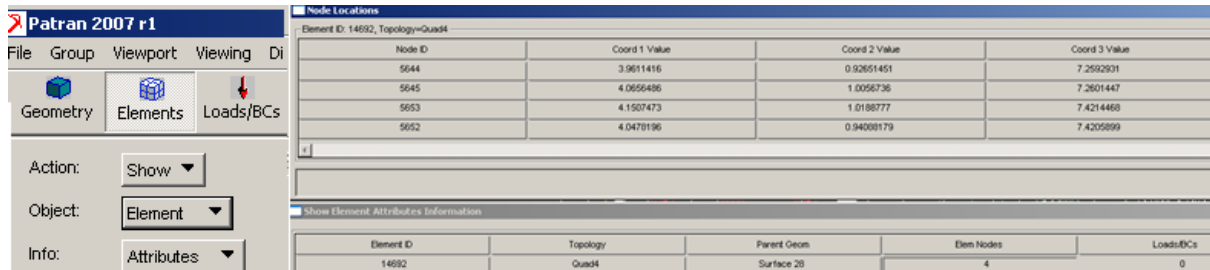 Patran 2007 r1
File Group Viewport Viewing Di
Geometry Elements Loads/BCs
Action: Show
Object: Element
Info: Attributes
Node Locations
Element ID: 14692, Topology=Quad4
Node ID Coord 1 Value Coord 2 Value Coord 3 Value
5644 3.9611416 0.92651451 7.2592931
5645 4.0656486 1.0056736 7.2601447
5653 4.1507473 1.0188777 7.4214468
5652 4.0478196 0.94088179 7.4205899
Show Element Attributes Information
Element ID Topology Parent Geom Elem Nodes Loads/BCs
14692 Quad4 Surface 28 4 0